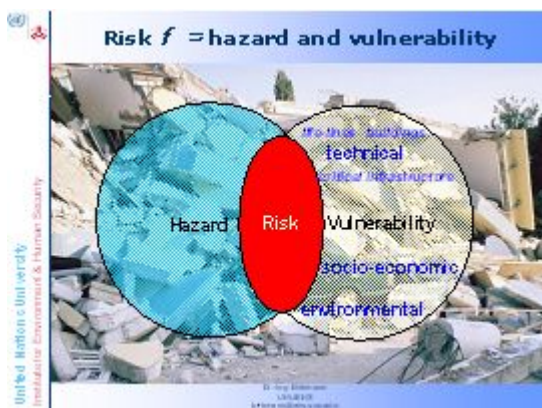 Risk f = hazard and vulnerability
life lines buildings
technical
critical infrastructure
Hazard
Risk
Vulnerability
socio-economic
environmental
United Nations University
Institute for Environment & Human Security